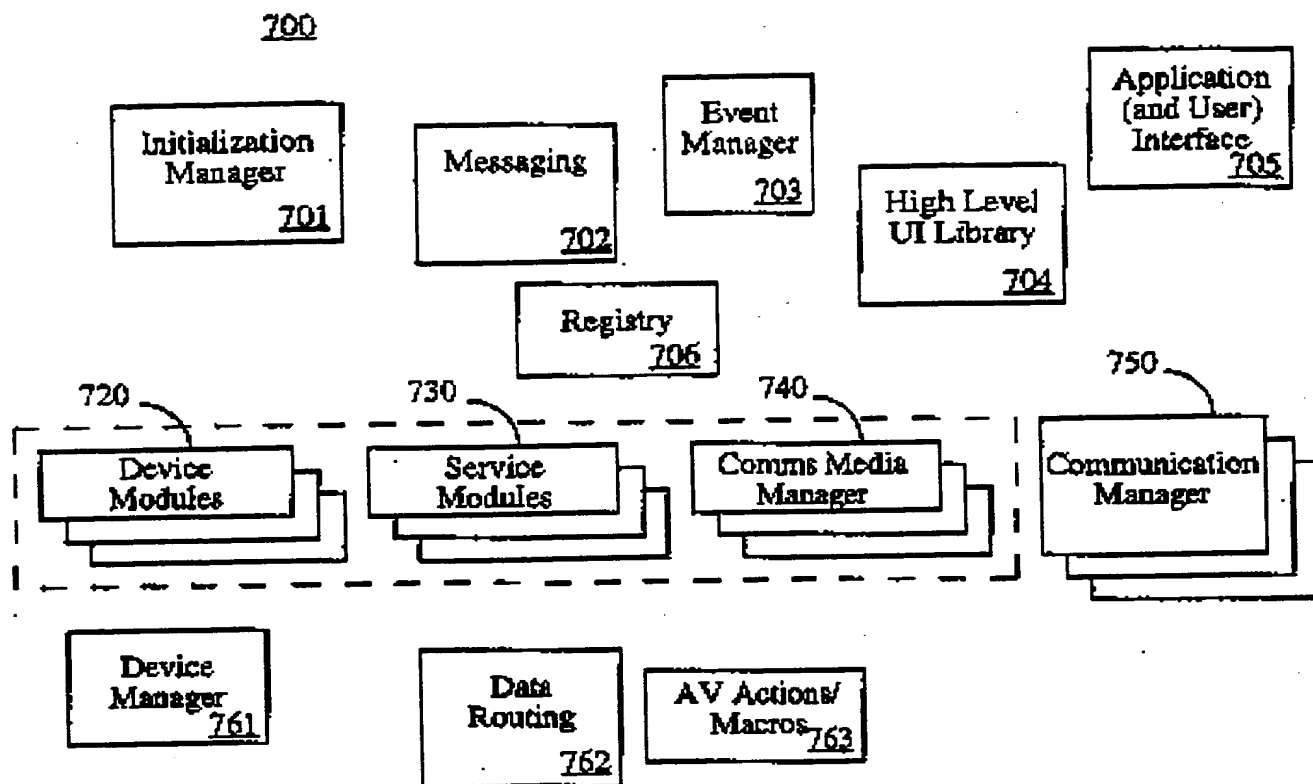 700
Initialization
Manager
701
Messaging
702
Event
Manager
703
High Level
UI Library
704
Application
(and User)
Interface
705
Registry
706
720
Device
Modules
730
Service
Modules
740
Comms Media
Manager
750
Communication
Manager
Device
Manager
761
Data
Routing
762
AV Actions/
Macros
763